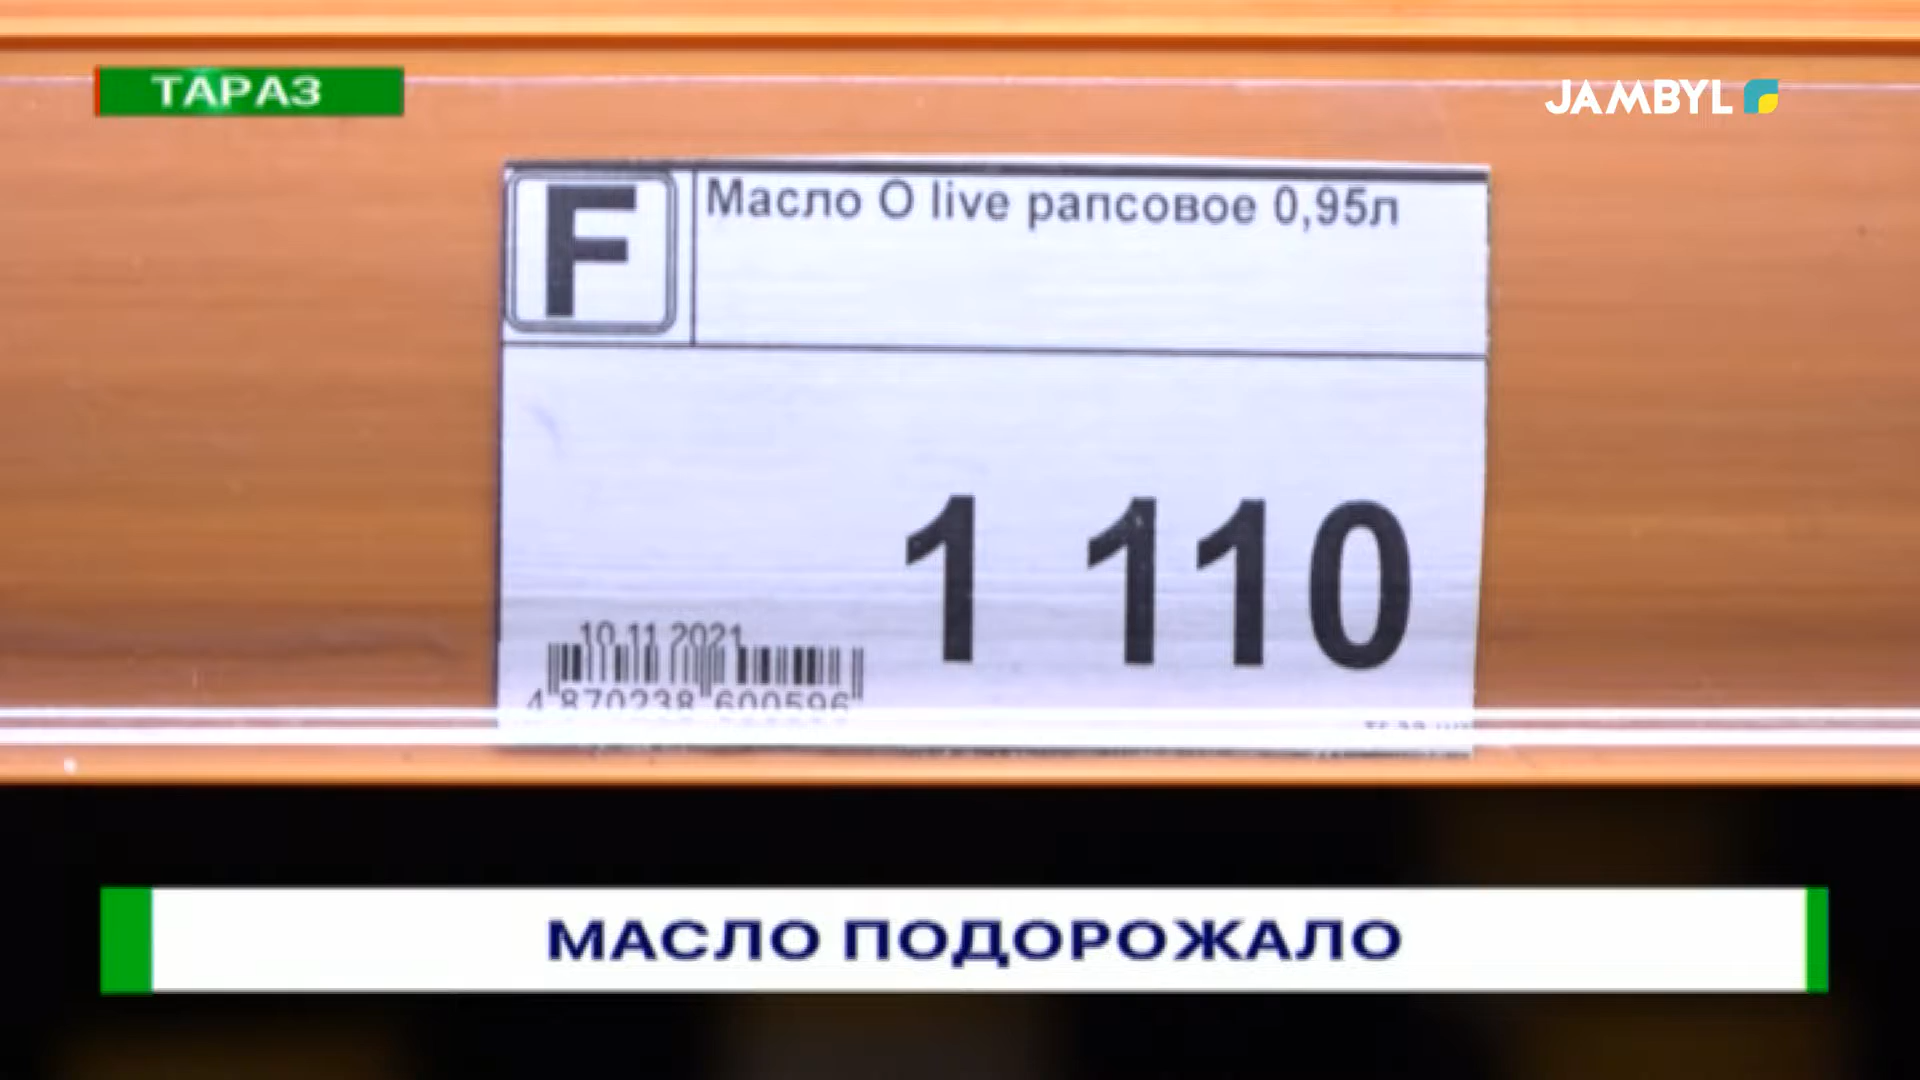 ТАРАЗ
JAMBYL
F
Масло O live рапсовое 0,95л
1 110
10.11.2021
4 870238 600596
МАСЛО ПОДОРОЖАЛО